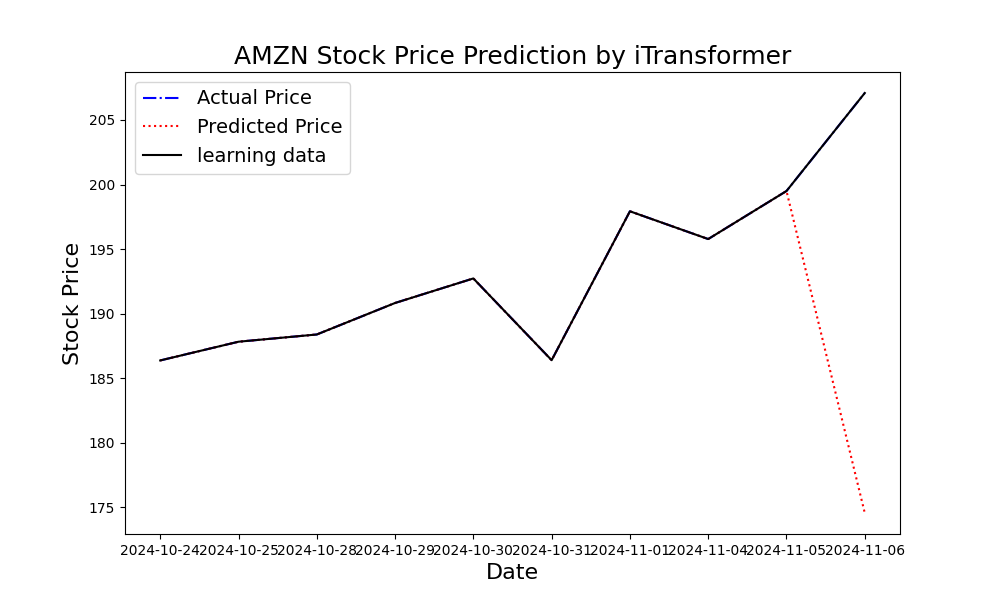 AMZN Stock Price Prediction by iTransformer
Actual Price
Predicted Price
learning data
205
200
195
190
185
180
175
Stock Price
2024-10-24 2024-10-25 2024-10-28 2024-10-29 2024-10-30 2024-10-31 2024-11-01 2024-11-04 2024-11-05 2024-11-06
Date